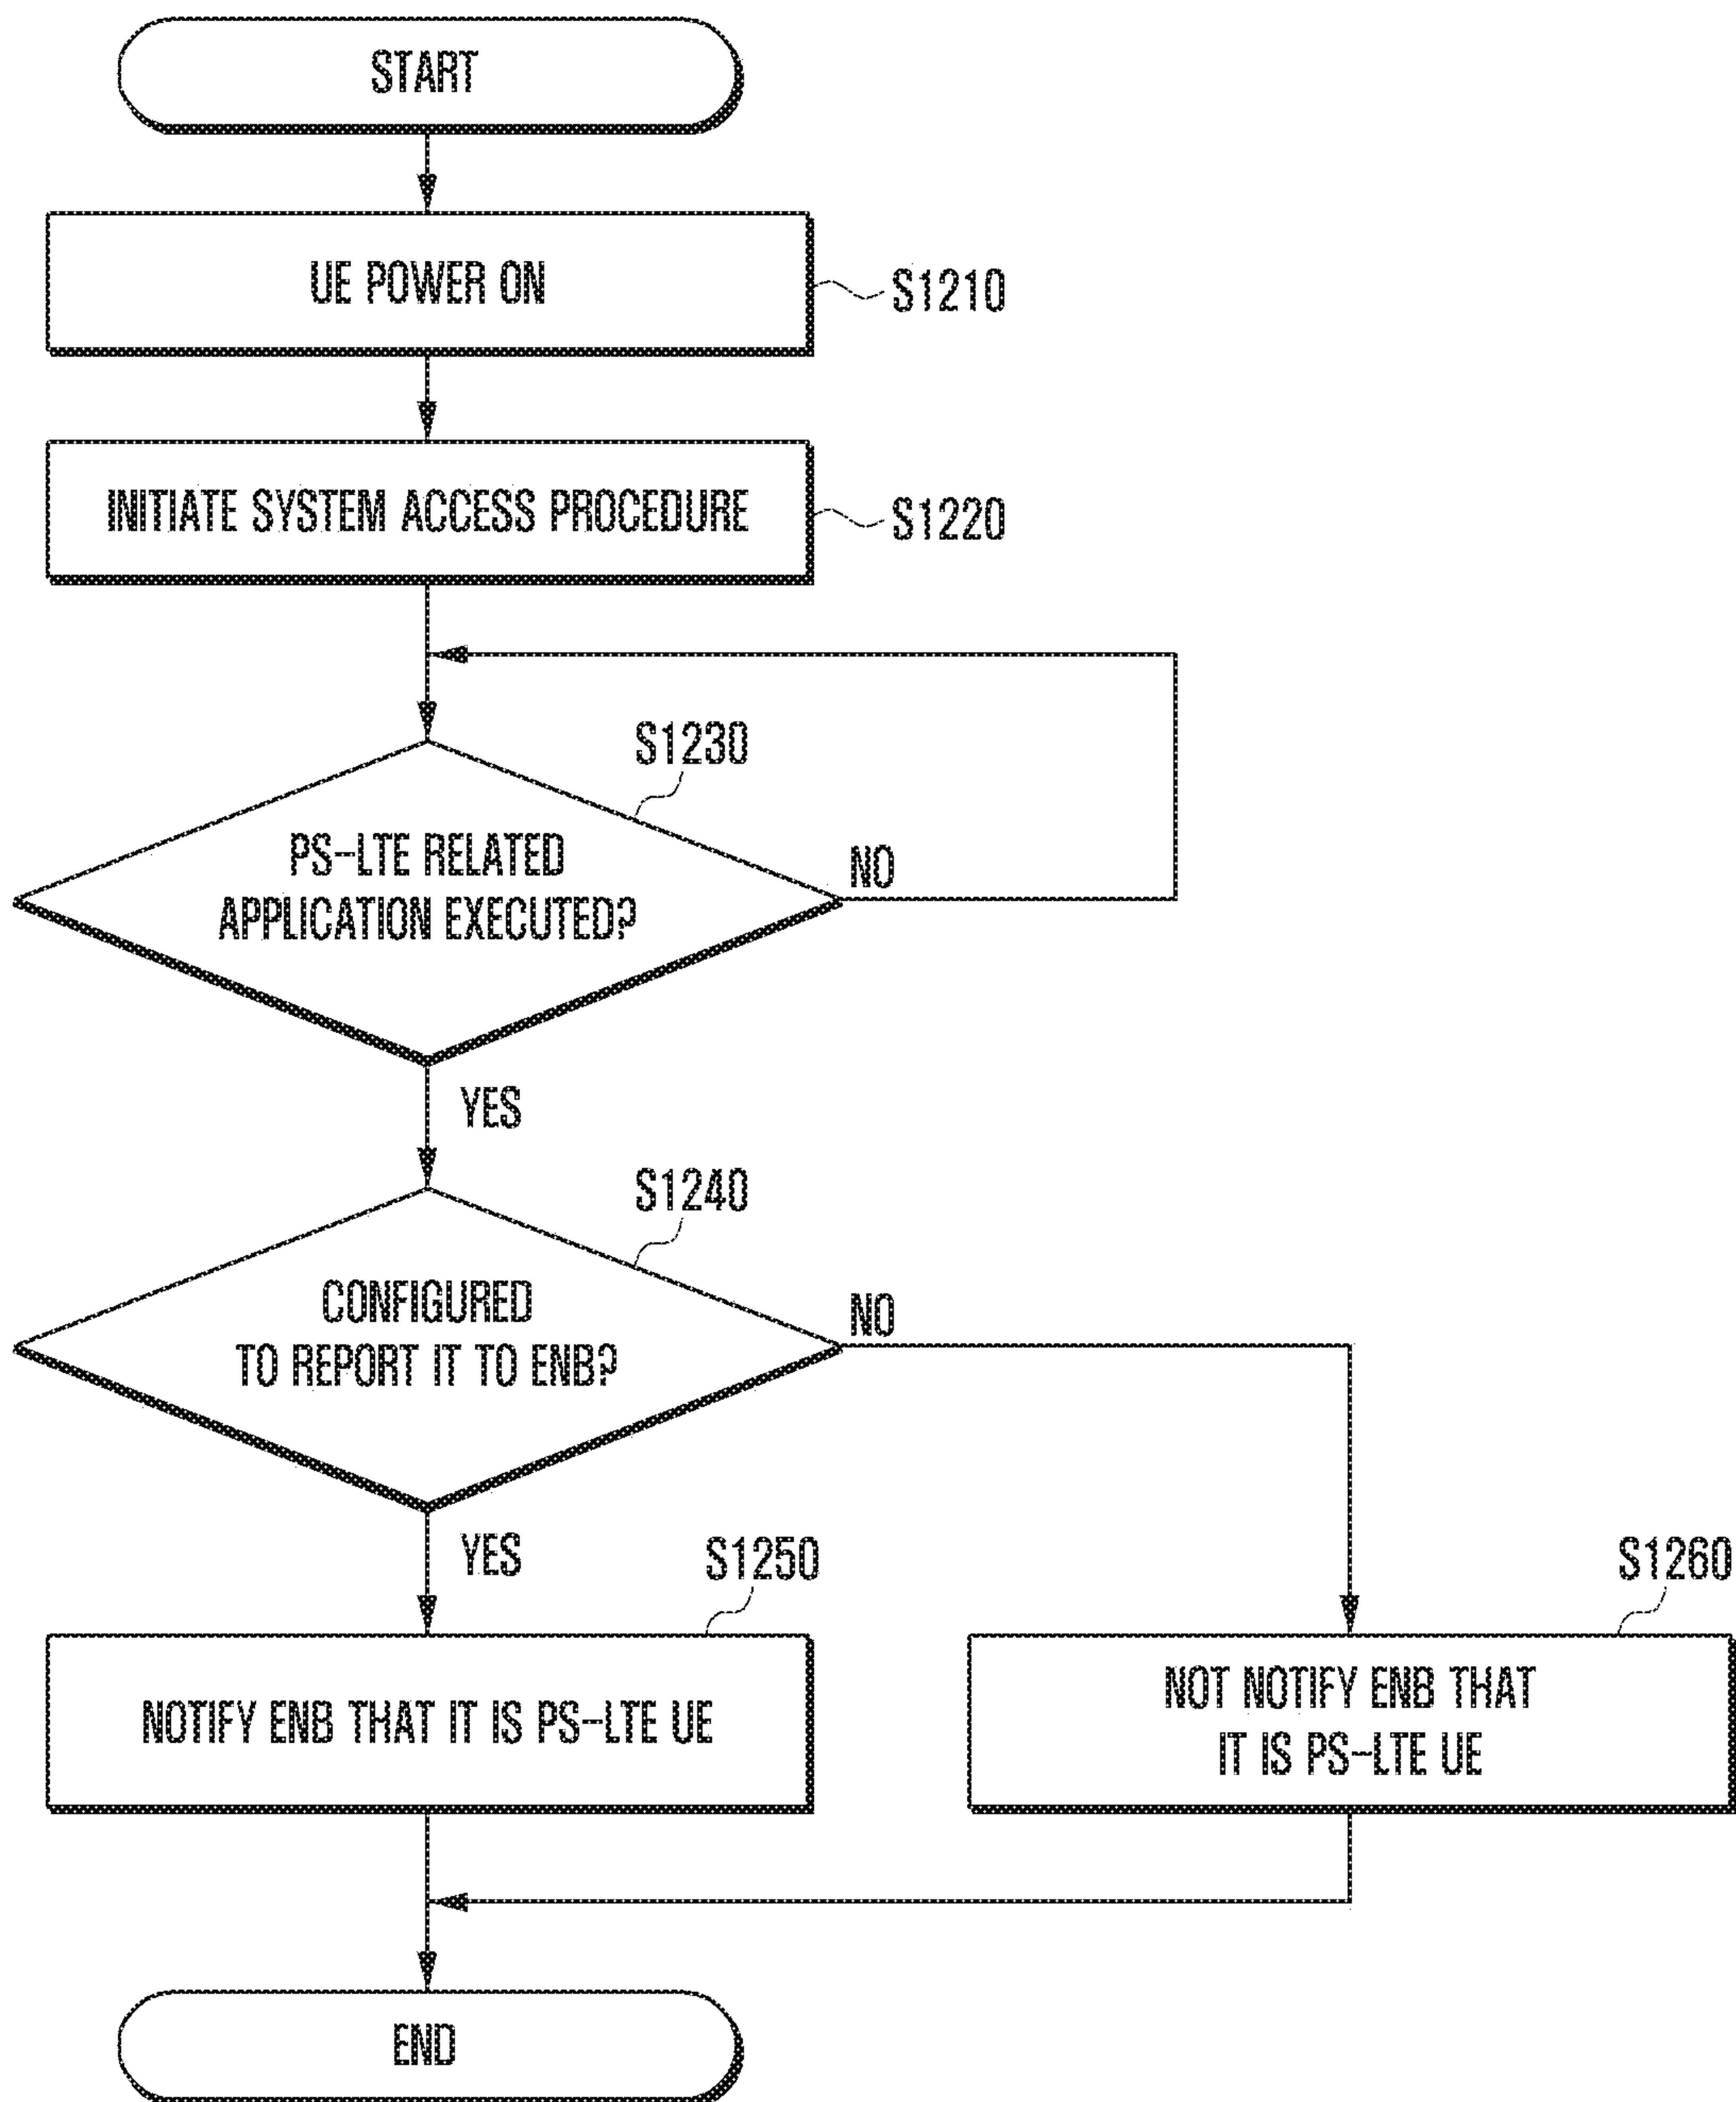 START
UE POWER ON
S1210
INITIATE SYSTEM ACCESS PROCEDURE
S1220
S1230
PS-LTE RELATED
APPLICATION EXECUTED?
NO
YES
S1240
CONFIGURED
TO REPORT IT TO ENB?
NO
YES
S1250
S1260
NOTIFY ENB THAT IT IS PS-LTE UE
NOT NOTIFY ENB THAT
IT IS PS-LTE UE
END